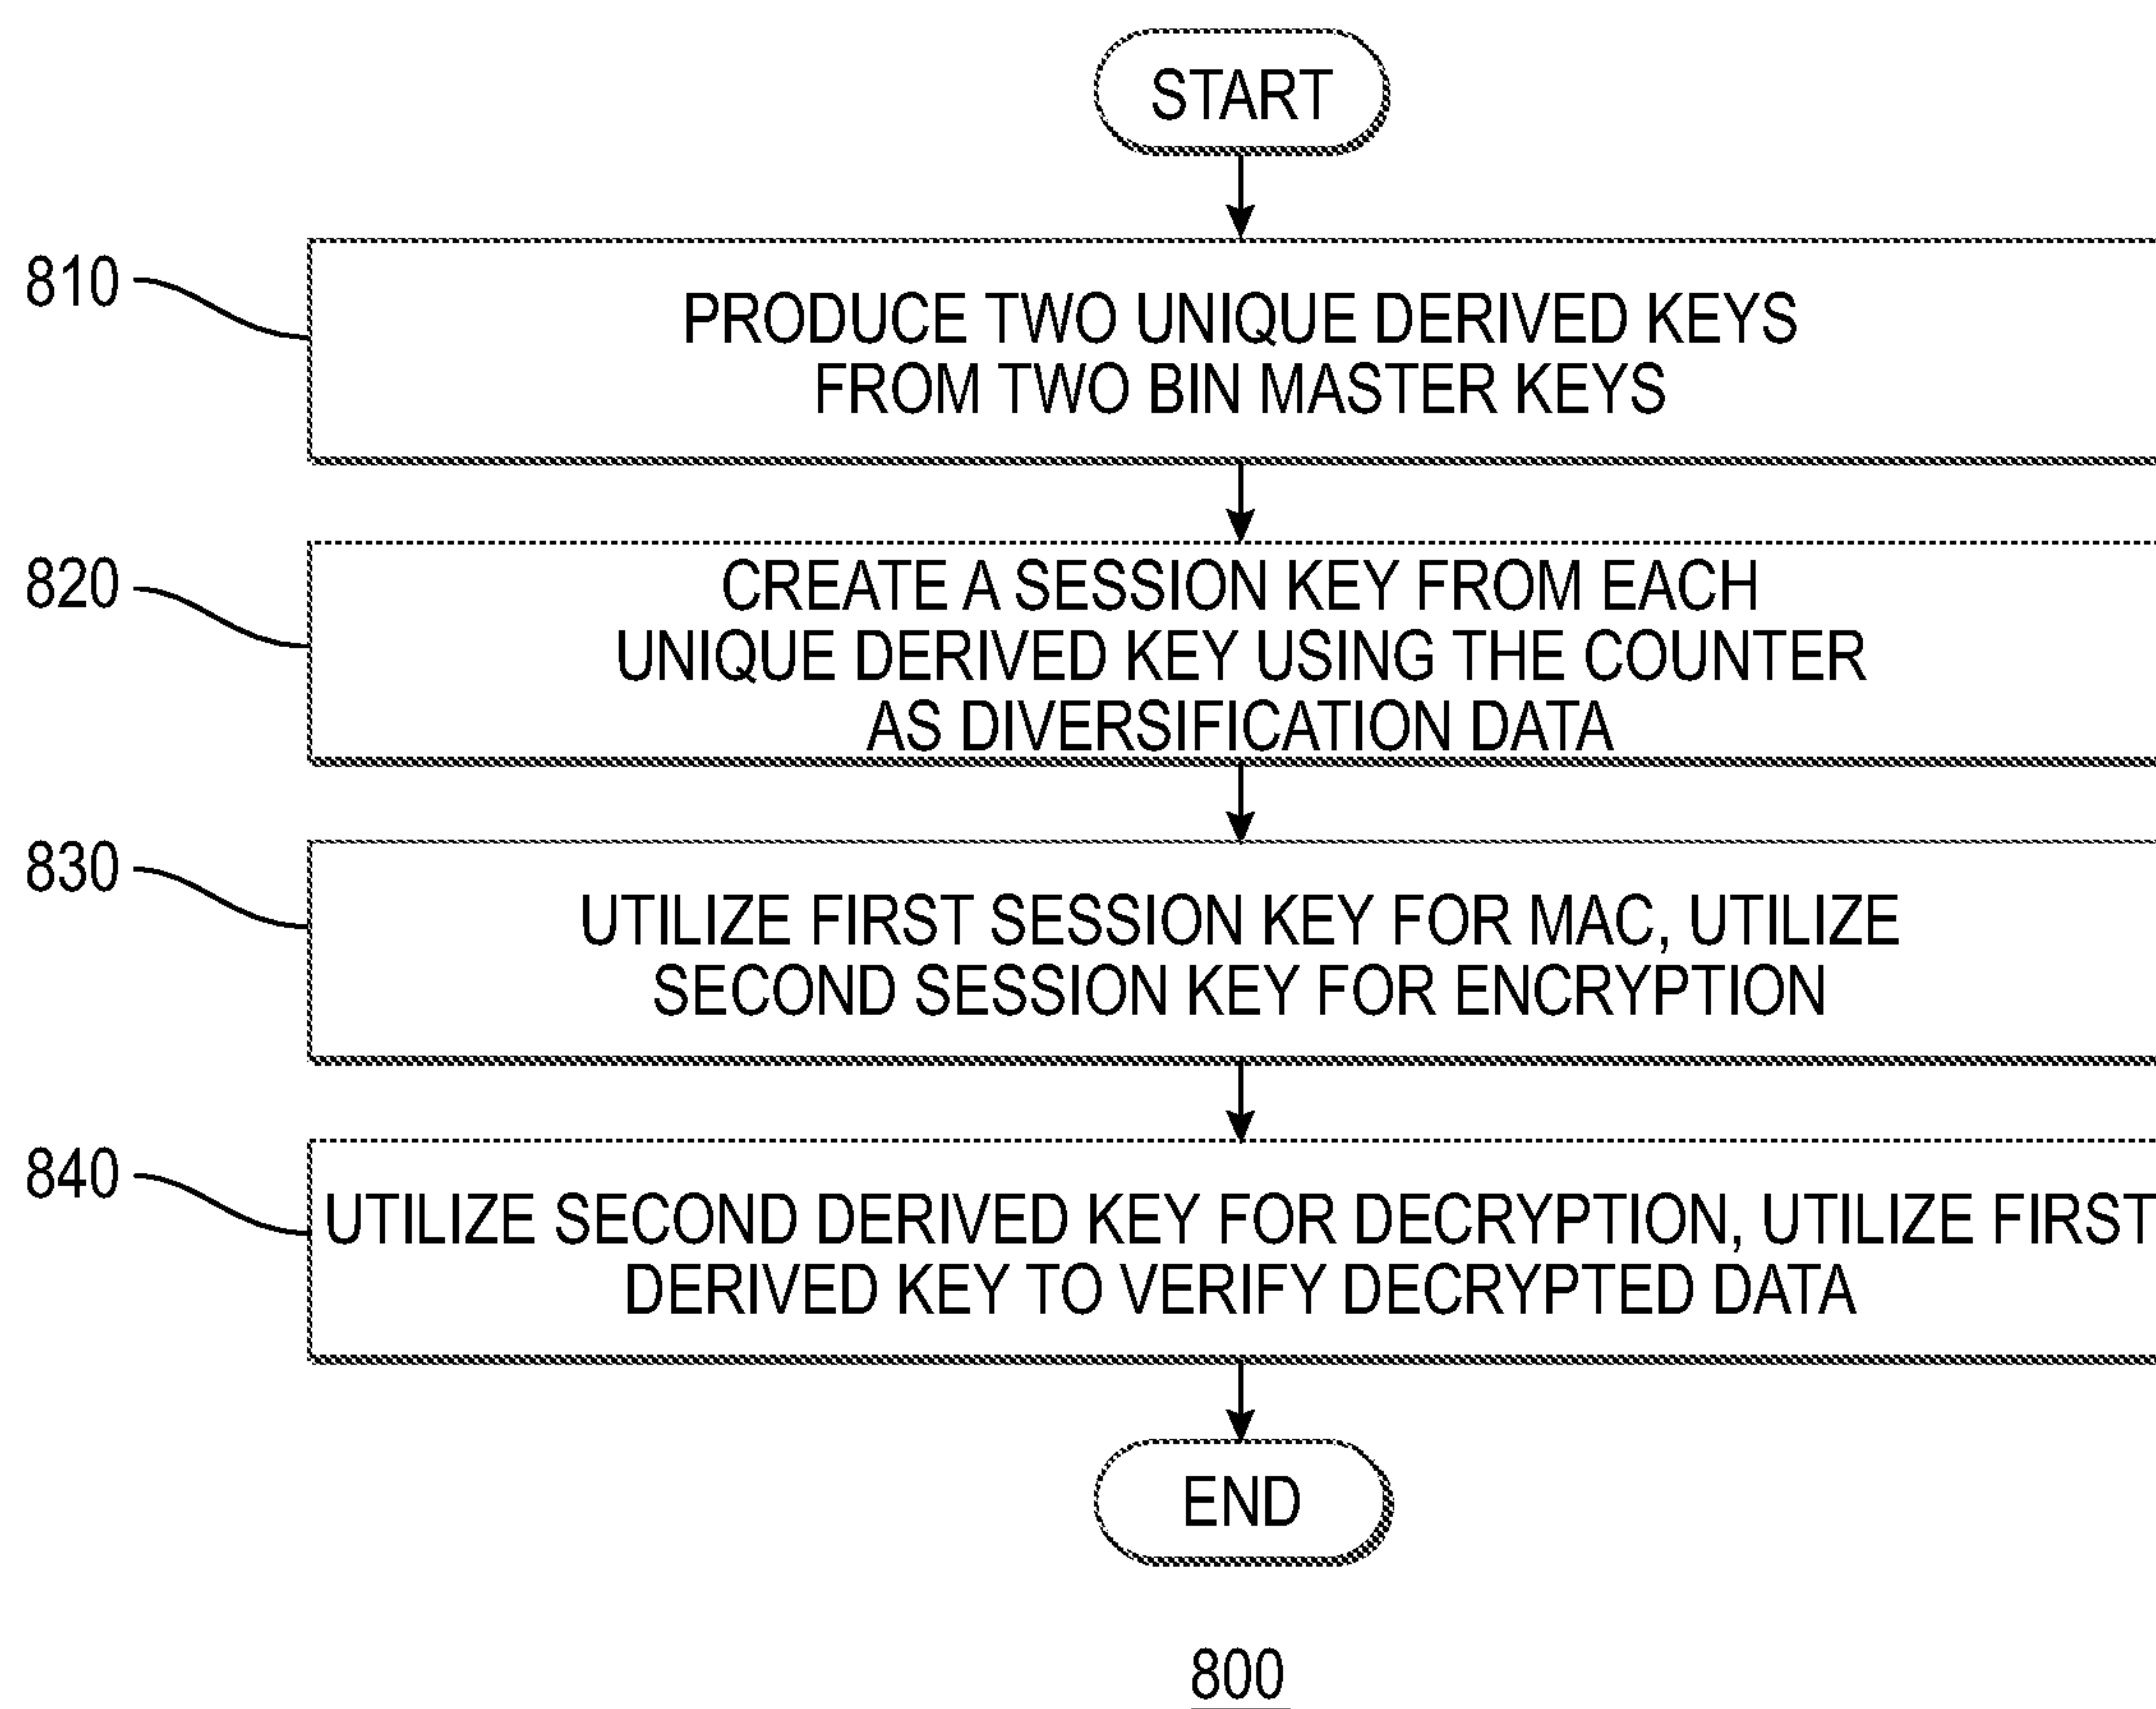 START
810
PRODUCE TWO UNIQUE DERIVED KEYS
FROM TWO BIN MASTER KEYS
820
CREATE A SESSION KEY FROM EACH
UNIQUE DERIVED KEY USING THE COUNTER
AS DIVERSIFICATION DATA
830
UTILIZE FIRST SESSION KEY FOR MAC, UTILIZE
SECOND SESSION KEY FOR ENCRYPTION
840
UTILIZE SECOND DERIVED KEY FOR DECRYPTION, UTILIZE FIRST
DERIVED KEY TO VERIFY DECRYPTED DATA
END
800